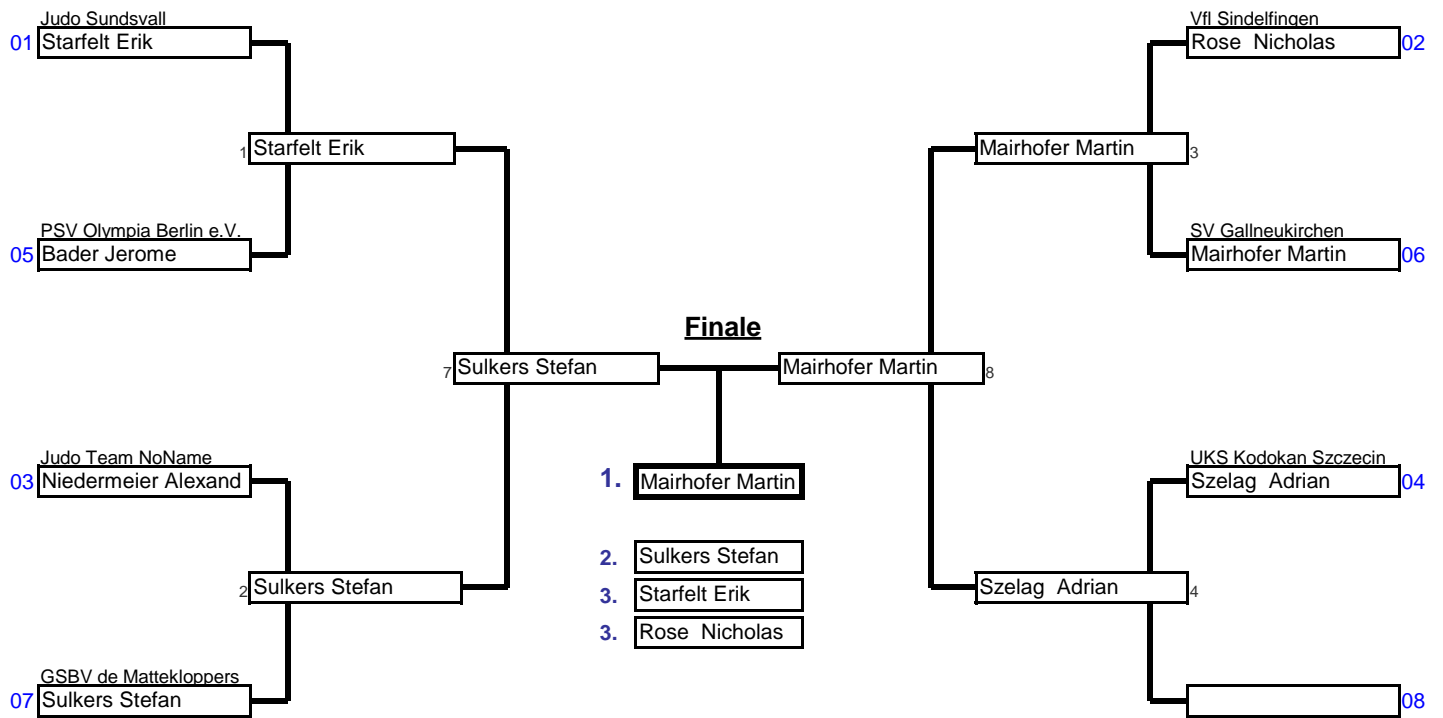 Judo Sundsvall
01 Starfelt Erik
Vfl Sindelfingen
Rose Nicholas 02
1 Starfelt Erik
Mairhofer Martin 3
PSV Olympia Berlin e.V.
05 Bader Jerome
SV Gallneukirchen
Mairhofer Martin 06
Finale
7 Sulkers Stefan
Mairhofer Martin 8
Judo Team NoName
03 Niedermeier Alexand
1. Mairhofer Martin
UKS Kodokan Szczecin
Szelag Adrian 04
2. Sulkers Stefan
3. Starfelt Erik
3. Rose Nicholas
2 Sulkers Stefan
Szelag Adrian 4
GSBV de Mattekloppers
07 Sulkers Stefan
08